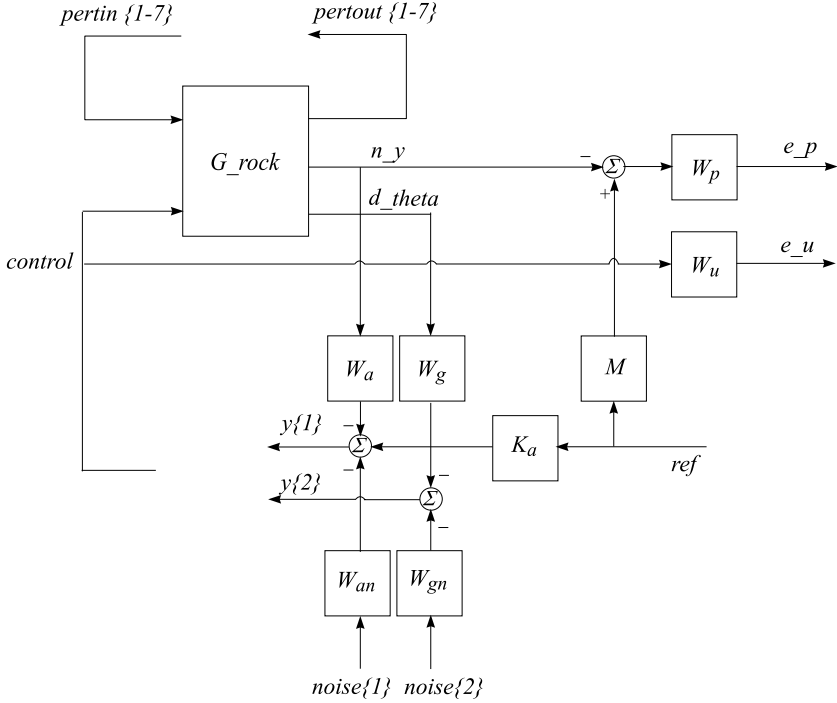 pertin {1-7}
pertout {1-7}
G_rock
n_y
−
Σ
+
W_p
e_p
d_theta
control
W_u
e_u
W_a
W_g
M
y{1}
−
Σ
−
K_a
ref
y{2}
−
Σ
−
W_an
W_gn
noise{1}
noise{2}